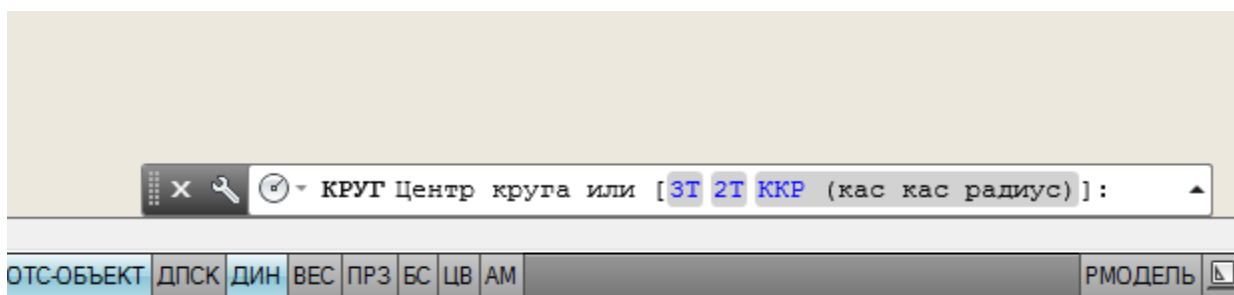 КРУГ Центр круга или [3Т 2Т ККР (кас кас радиус)]:
ОТС-ОБЪЕКТ ДПСК ДИН ВЕС ПРЗ БС ЦВ АМ РМОДЕЛЬ